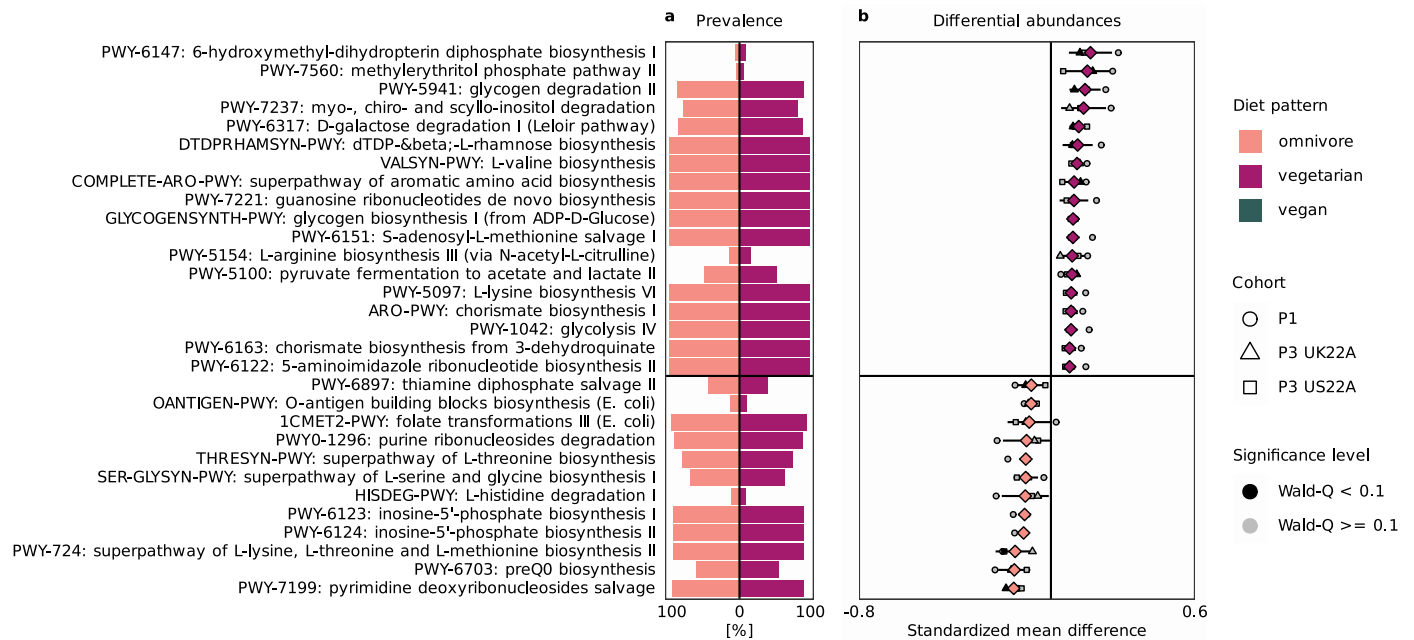 a Prevalence
b Differential abundances
PWY-6147: 6-hydroxymethyl-dihydropterin diphosphate biosynthesis I
PWY-7560: methylerythritol phosphate pathway II
PWY-5941: glycogen degradation II
PWY-7237: myo-, chiro- and scyllo-inositol degradation
PWY-6317: D-galactose degradation I (Leloir pathway)
DTDPRHAMSYN-PWY: dTDP-&beta;-L-rhamnose biosynthesis
VALSYN-PWY: L-valine biosynthesis
COMPLETE-ARO-PWY: superpathway of aromatic amino acid biosynthesis
PWY-7221: guanosine ribonucleotides de novo biosynthesis
GLYCOGENSYNTH-PWY: glycogen biosynthesis I (from ADP-D-Glucose)
PWY-6151: S-adenosyl-L-methionine salvage I
PWY-5154: L-arginine biosynthesis III (via N-acetyl-L-citrulline)
PWY-5100: pyruvate fermentation to acetate and lactate II
PWY-5097: L-lysine biosynthesis VI
ARO-PWY: chorismate biosynthesis I
PWY-1042: glycolysis IV
PWY-6163: chorismate biosynthesis from 3-dehydroquinate
PWY-6122: 5-aminoimidazole ribonucleotide biosynthesis II
PWY-6897: thiamine diphosphate salvage II
OANTIGEN-PWY: O-antigen building blocks biosynthesis (E. coli)
1CMET2-PWY: folate transformations III (E. coli)
PWY0-1296: purine ribonucleosides degradation
THRESYN-PWY: superpathway of L-threonine biosynthesis
SER-GLYSYN-PWY: superpathway of L-serine and glycine biosynthesis I
HISDEG-PWY: L-histidine degradation I
PWY-6123: inosine-5'-phosphate biosynthesis I
PWY-6124: inosine-5'-phosphate biosynthesis II
PWY-724: superpathway of L-lysine, L-threonine and L-methionine biosynthesis II
PWY-6703: preQ0 biosynthesis
PWY-7199: pyrimidine deoxyribonucleosides salvage
100 0 100
[%]
-0.8 0.6
Standardized mean difference
Diet pattern
omnivore
vegetarian
vegan
Cohort
P1
P3 UK22A
P3 US22A
Significance level
Wald-Q < 0.1
Wald-Q >= 0.1